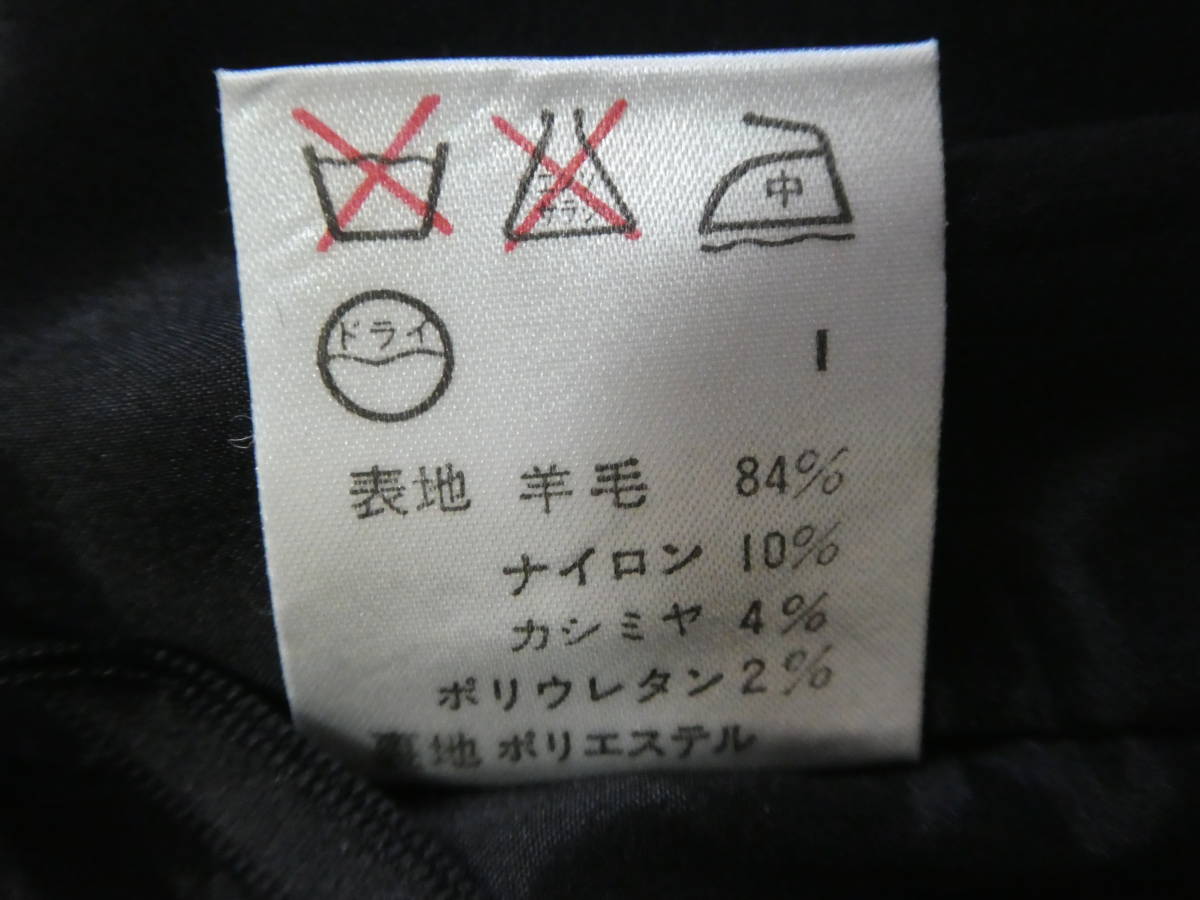 エンソ
サラシ
中
ドライ
I
表地 羊毛 84%
ナイロン 10%
カシミヤ 4%
ポリウレタン 2%
裏地 ポリエステル